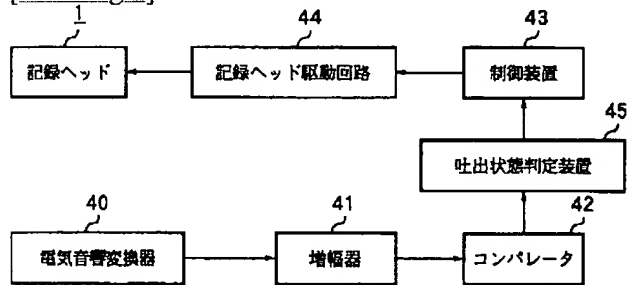 1
44
43
記録ヘッド
記録ヘッド駆動回路
制御装置
45
吐出状態判定装置
40
41
42
電気音響変換器
増幅器
コンパレータ